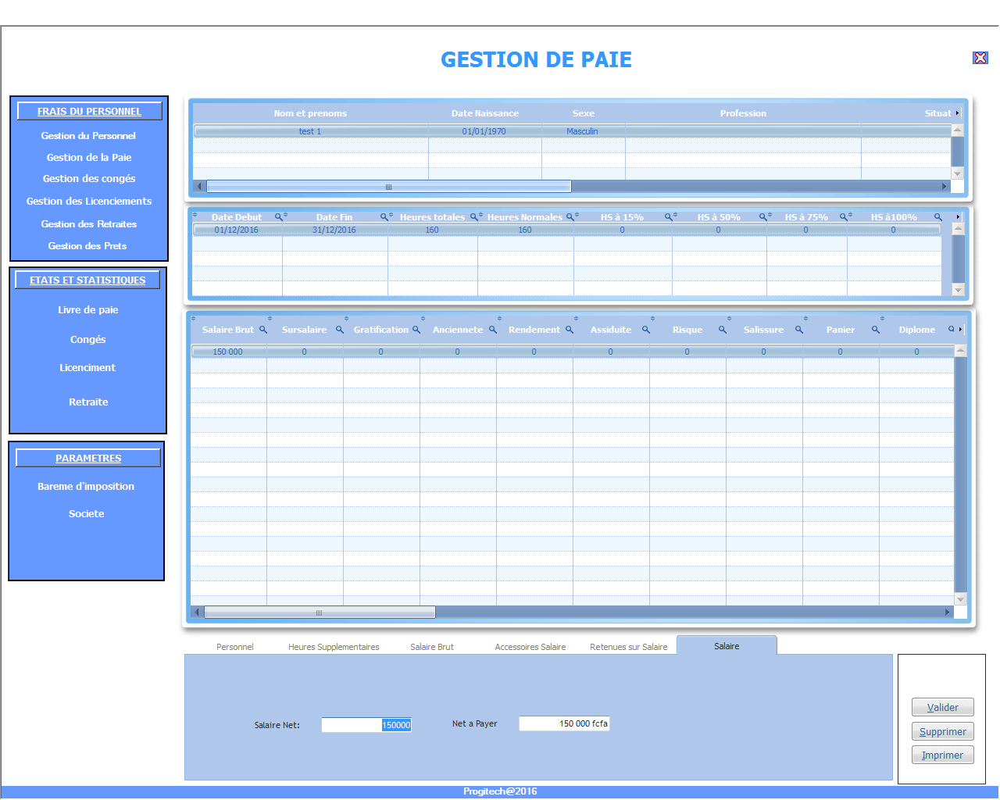 GESTION DE PAIE
FRAIS DU PERSONNEL
Gestion du Personnel
Gestion de la Paie
Gestion des congés
Gestion des Licenciements
Gestion des Retraites
Gestion des Prets
ETATS ET STATISTIQUES
Livre de paie
Congés
Licenciment
Retraite
PARAMETRES
Bareme d'imposition
Societe
Nom et prenoms Date Naissance Sexe Profession Situat
test 1 01/01/1970 Masculin
Date Debut Date Fin Heures totales Heures Normales HS à 15% HS à 50% HS à 75% HS à100%
01/12/2016 31/12/2016 160 160 0 0 0 0
Salaire Brut Sursalaire Gratification Anciennete Rendement Assiduite Risque Salissure Panier Diplome
150 000 0 0 0 0 0 0 0 0 0
Personnel Heures Supplementaires Salaire Brut Accessoires Salaire Retenues sur Salaire Salaire
Salaire Net: 150000 Net a Payer 150 000 fcfa
Valider
Supprimer
Imprimer
Progitech@2016